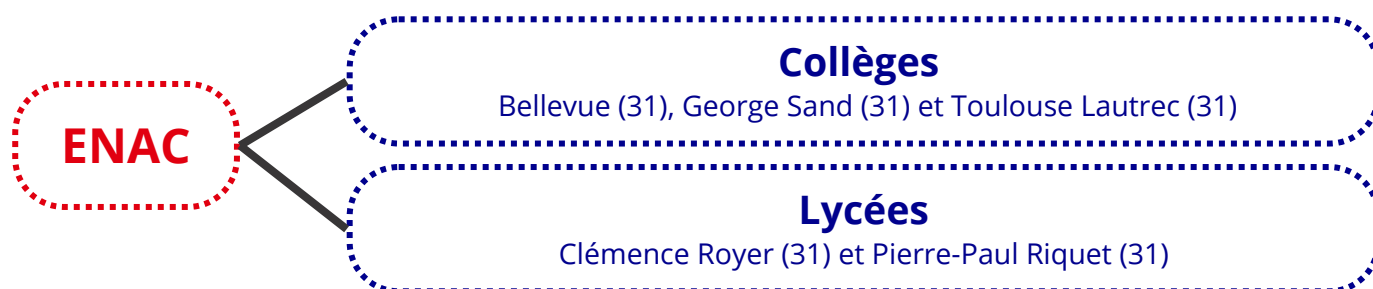 ENAC
Collèges
Bellevue (31), George Sand (31) et Toulouse Lautrec (31)
Lycées
Clémence Royer (31) et Pierre-Paul Riquet (31)